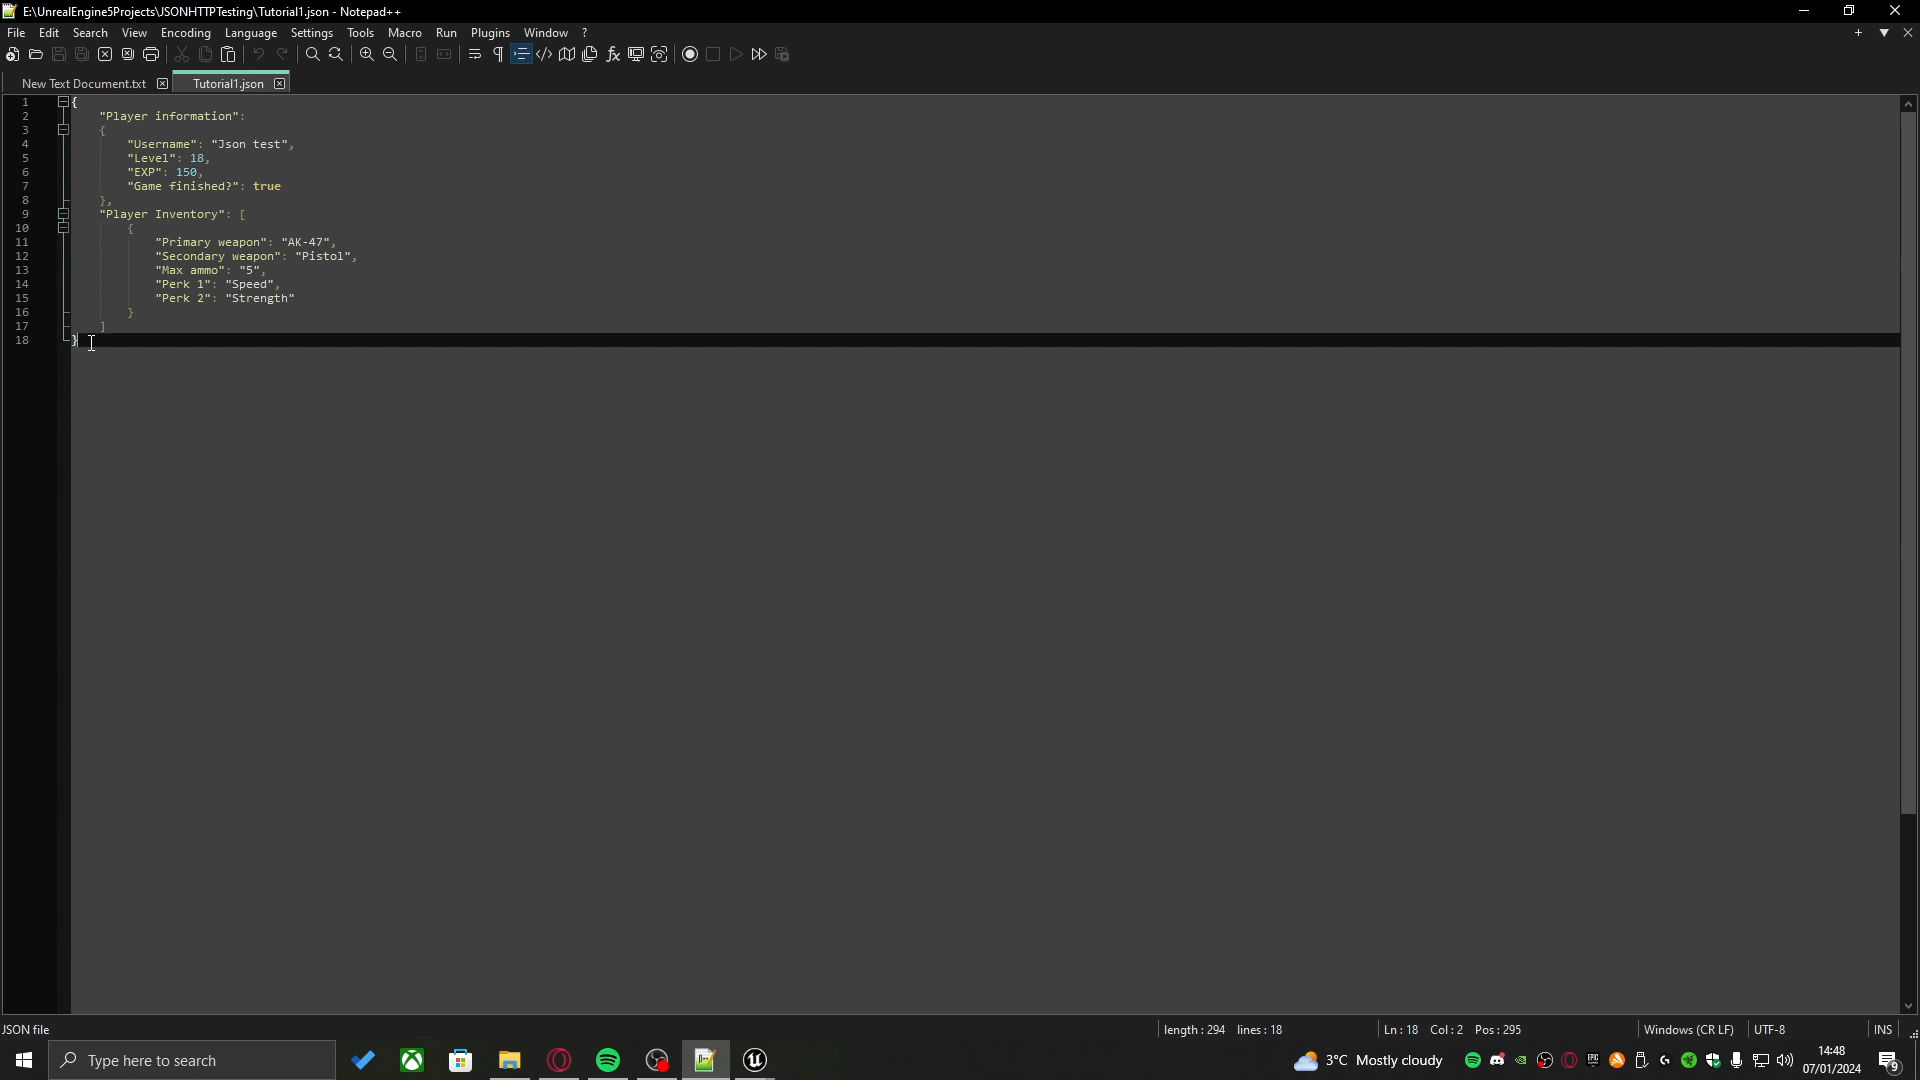 E:\UnrealEngine5Projects\JSONHTTPTesting\Tutorial1.json - Notepad++
File Edit Search View Encoding Language Settings Tools Macro Run Plugins Window ?
New Text Document.txt Tutorial1.json
1 {
2 "Player information":
3 {
4 "Username": "Json test",
5 "Level": 18,
6 "EXP": 150,
7 "Game finished?": true
8 },
9 "Player Inventory": [
10 {
11 "Primary weapon": "AK-47",
12 "Secondary weapon": "Pistol",
13 "Max ammo": "5",
14 "Perk 1": "Speed",
15 "Perk 2": "Strength"
16 }
17 ]
18 }
JSON file length : 294 lines : 18 Ln : 18 Col : 2 Pos : 295 Windows (CR LF) UTF-8 INS
Type here to search 3°C Mostly cloudy 14:48
07/01/2024 9